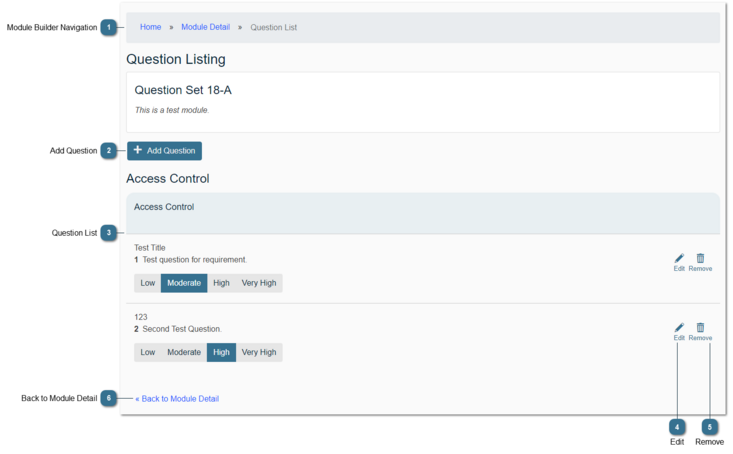 Module Builder Navigation 1 Home » Module Detail » Question List
Question Listing
Question Set 18-A
This is a test module.
Add Question 2 + Add Question
Access Control
Access Control
Question List 3
Test Title
1 Test question for requirement.
Edit Remove
Low Moderate High Very High
123
2 Second Test Question.
Edit Remove
Low Moderate High Very High
Back to Module Detail 6 « Back to Module Detail
4 5
Edit Remove